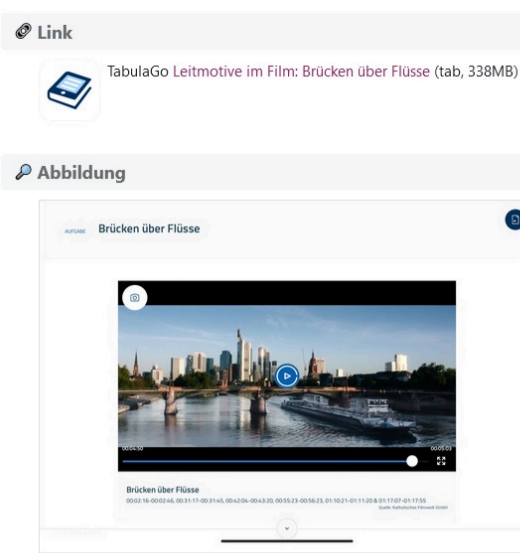 Link
TabulaGo Leitmotive im Film: Brücken über Flüsse (tab, 338MB)
Abbildung
AUFGABE Brücken über Flüsse
00:04:50 00:05:03
Brücken über Flüsse
00:02:16-00:02:46, 00:31:17-00:31:45, 00:42:04-00:43:20, 00:55:23-00:56:23, 01:10:21-01:11:20 & 01:17:07-01:17:55
Quelle: Katholisches Filmwerk GmbH